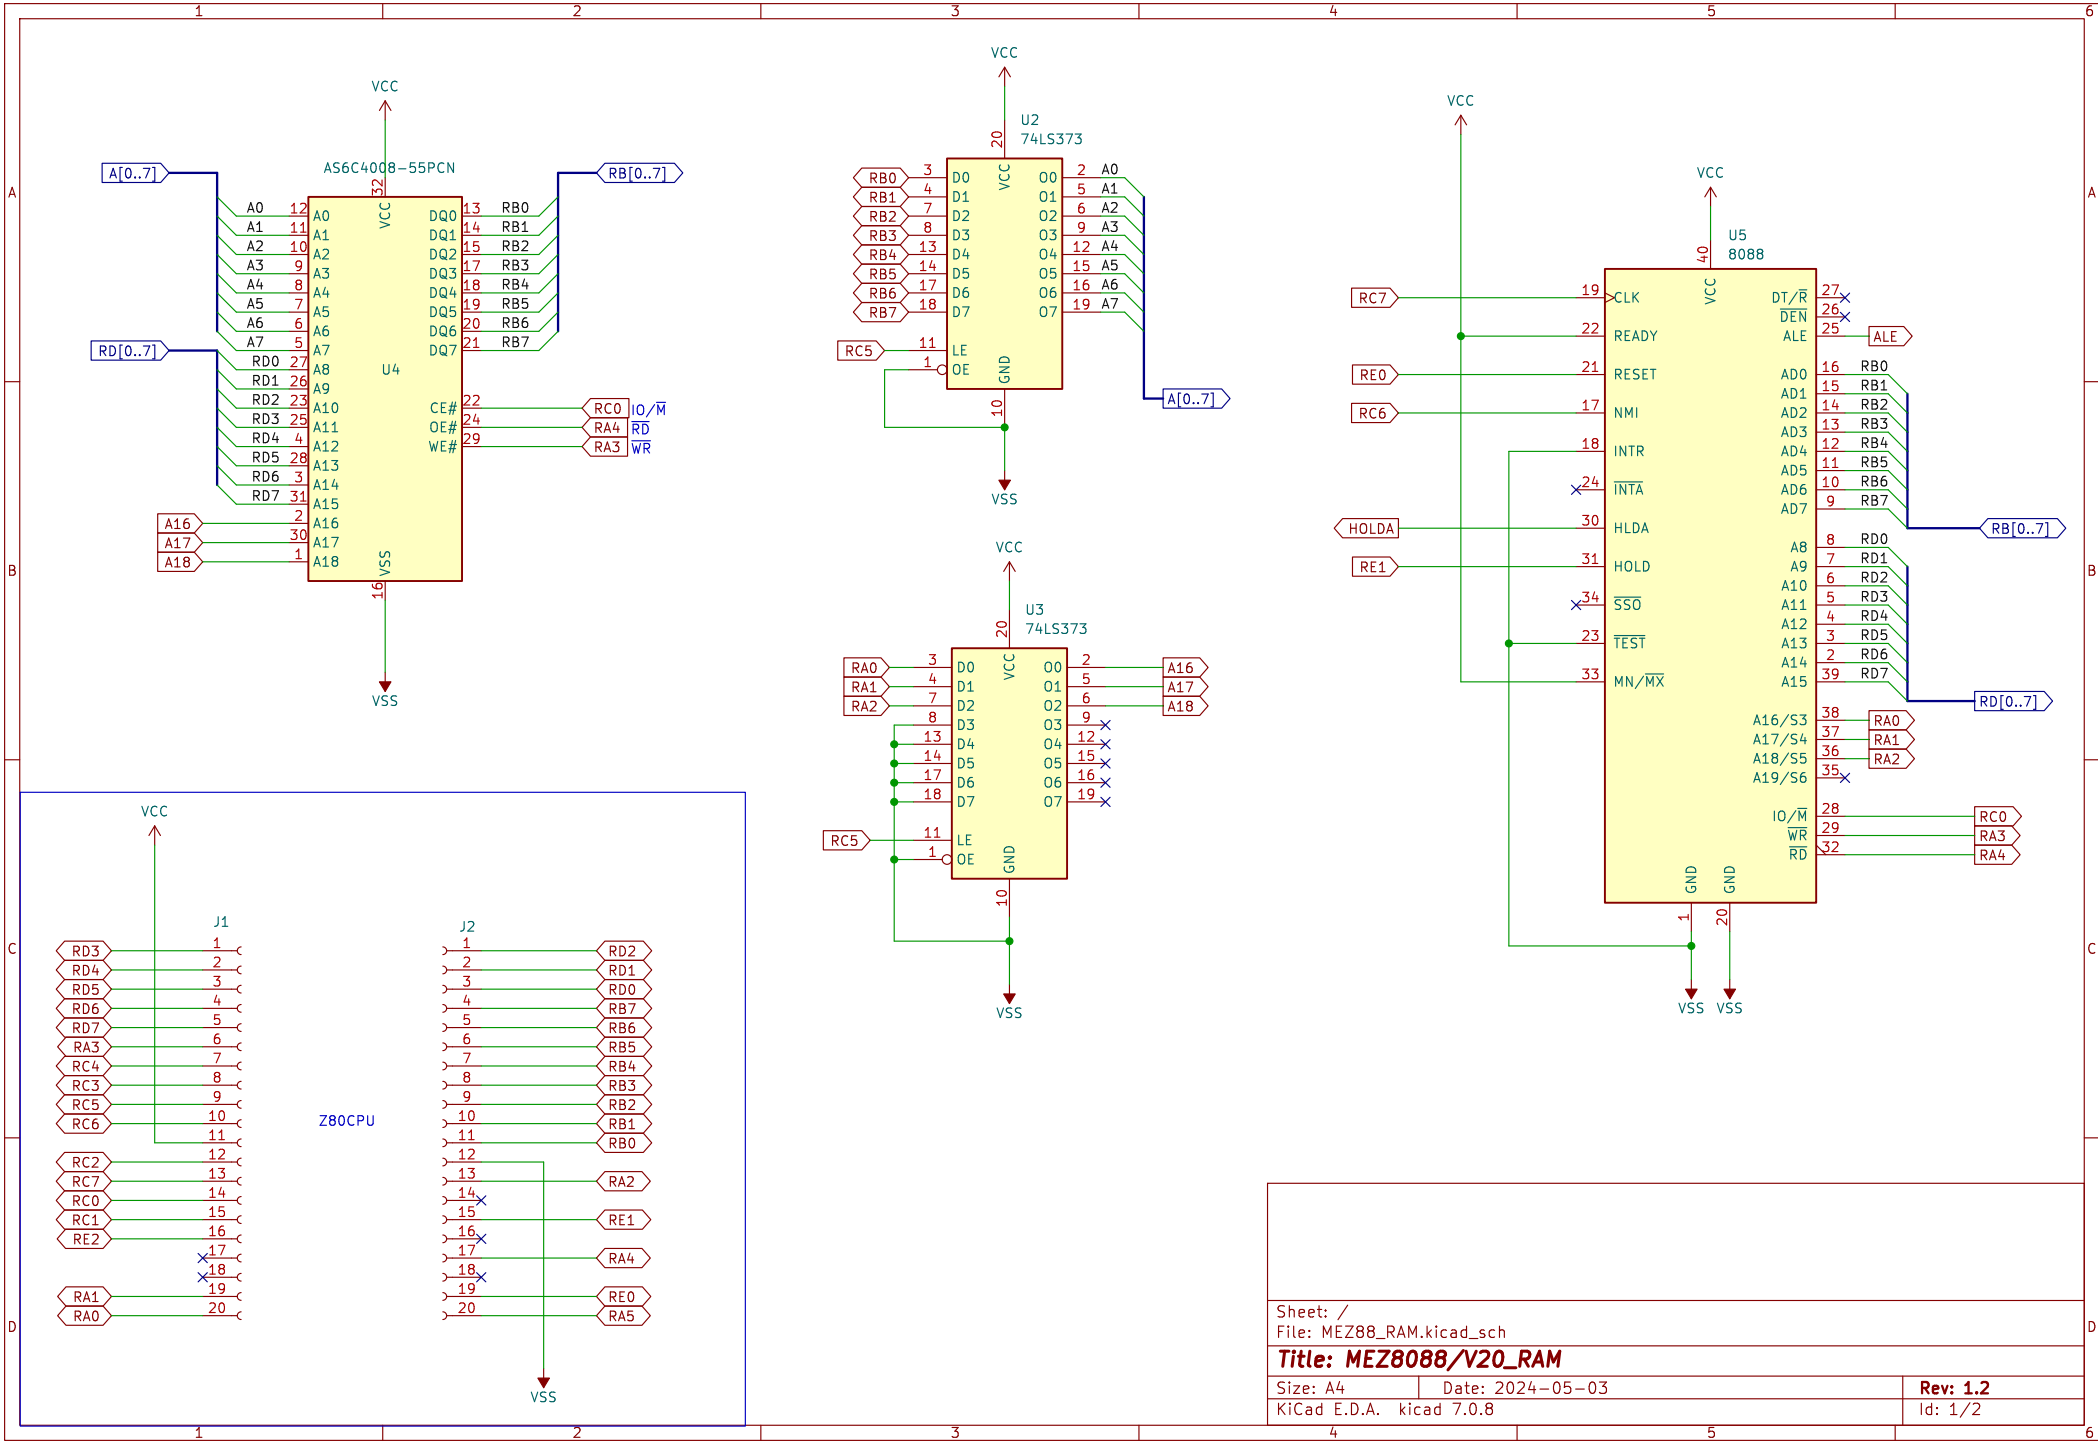 1 2 3 4 5 6
A
B
C
D
VCC
AS6C4008-55PCN
A[0..7]
RB[0..7]
RD[0..7]
32
VCC
A0 12 A0 DQ0 13 RB0
A1 11 A1 DQ1 14 RB1
A2 10 A2 DQ2 15 RB2
A3 9 A3 DQ3 17 RB3
A4 8 A4 DQ4 18 RB4
A5 7 A5 DQ5 19 RB5
A6 6 A6 DQ6 20 RB6
A7 5 A7 DQ7 21 RB7
RD0 27 A8 U4
RD1 26 A9
RD2 23 A10 CE# 22 RC0 IO/M
RD3 25 A11 OE# 24 RA4 RD
RD4 4 A12 WE# 29 RA3 WR
RD5 28 A13
RD6 3 A14
RD7 31 A15
A16 2 A16
A17 30 A17
A18 1 A18
VSS
16
VSS
VCC
U2
74LS373
20
VCC
RB0 3 D0 O0 2 A0
RB1 4 D1 O1 5 A1
RB2 7 D2 O2 6 A2
RB3 8 D3 O3 9 A3
RB4 13 D4 O4 12 A4
RB5 14 D5 O5 15 A5
RB6 17 D6 O6 16 A6
RB7 18 D7 O7 19 A7
RC5 11 LE
1 OE
GND
10
A[0..7]
VSS
VCC
U3
74LS373
20
VCC
RA0 3 D0 O0 2 A16
RA1 4 D1 O1 5 A17
RA2 7 D2 O2 6 A18
8 D3 O3 9
13 D4 O4 12
14 D5 O5 15
17 D6 O6 16
18 D7 O7 19
RC5 11 LE
1 OE
GND
10
VSS
VCC
VCC
U5
8088
40
VCC
RC7 19 CLK
22 READY
RE0 21 RESET
RC6 17 NMI
18 INTR
24 INTA
HOLDA 30 HLDA
RE1 31 HOLD
34 SSO
23 TEST
33 MN/MX
DT/R 27
DEN 26
ALE 25 ALE
AD0 16 RB0
AD1 15 RB1
AD2 14 RB2
AD3 13 RB3
AD4 12 RB4
AD5 11 RB5
AD6 10 RB6
AD7 9 RB7
RB[0..7]
A8 8 RD0
A9 7 RD1
A10 6 RD2
A11 5 RD3
A12 4 RD4
A13 3 RD5
A14 2 RD6
A15 39 RD7
RD[0..7]
A16/S3 38 RA0
A17/S4 37 RA1
A18/S5 36 RA2
A19/S6 35
IO/M 28 RC0
WR 29 RA3
RD 32 RA4
GND GND
1 20
VSS VSS
VCC
J1
RD3 1
RD4 2
RD5 3
RD6 4
RD7 5
RA3 6
RC4 7
RC3 8
RC5 9
RC6 10
11
RC2 12
RC7 13
RC0 14
RC1 15
RE2 16
17
18
RA1 19
RA0 20
Z80CPU
J2
1 RD2
2 RD1
3 RD0
4 RB7
5 RB6
6 RB5
7 RB4
8 RB3
9 RB2
10 RB1
11 RB0
12
13 RA2
14
15 RE1
16
17 RA4
18
19 RE0
20 RA5
VSS
Sheet: /
File: MEZ88_RAM.kicad_sch
Title: MEZ8088/V20_RAM
Size: A4 Date: 2024-05-03 Rev: 1.2
KiCad E.D.A. kicad 7.0.8 Id: 1/2
A
B
C
D
1 2 3 4 5 6